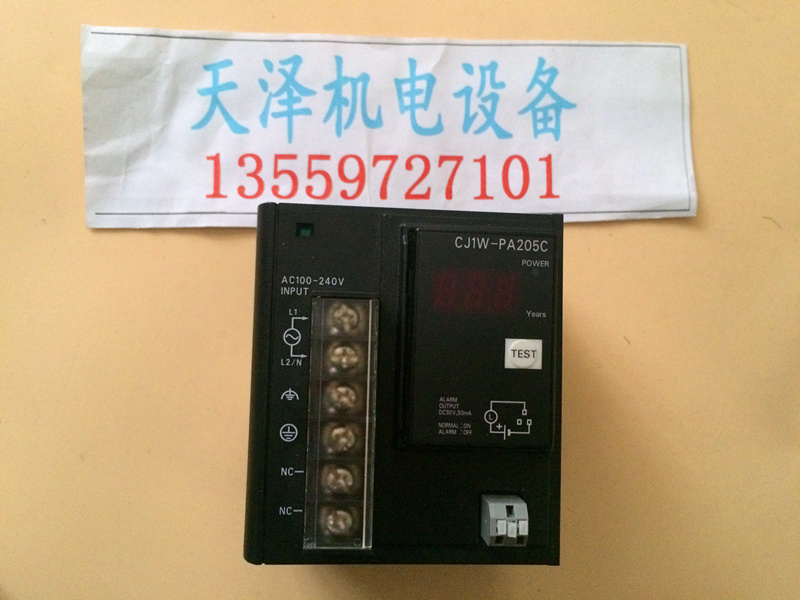 天泽机电设备
13559727101
CJ1W-PA205C
POWER
AC100-240V
INPUT
L1
L2/N
Years
TEST
ALARM
OUTPUT
DC30V,50mA
L
NORMAL:ON
ALARM:OFF
NC
NC